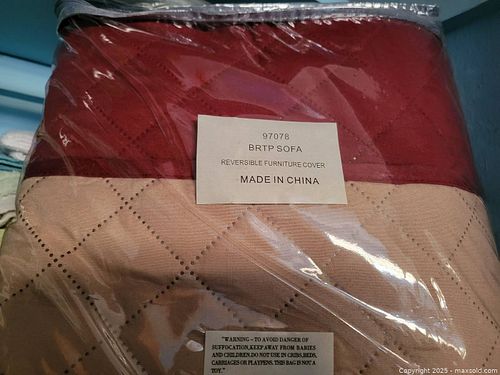 97078
BRTP SOFA
REVERSIBLE FURNITURE COVER
MADE IN CHINA
"WARNING - TO AVOID DANGER OF
SUFFOCATION, KEEP AWAY FROM BABIES
AND CHILDREN. DO NOT USE IN CRIBS, BEDS,
CARRIAGES OR PLAYPENS. THIS BAG IS NOT A
TOY."
Copyright 2025 - maxsold.com